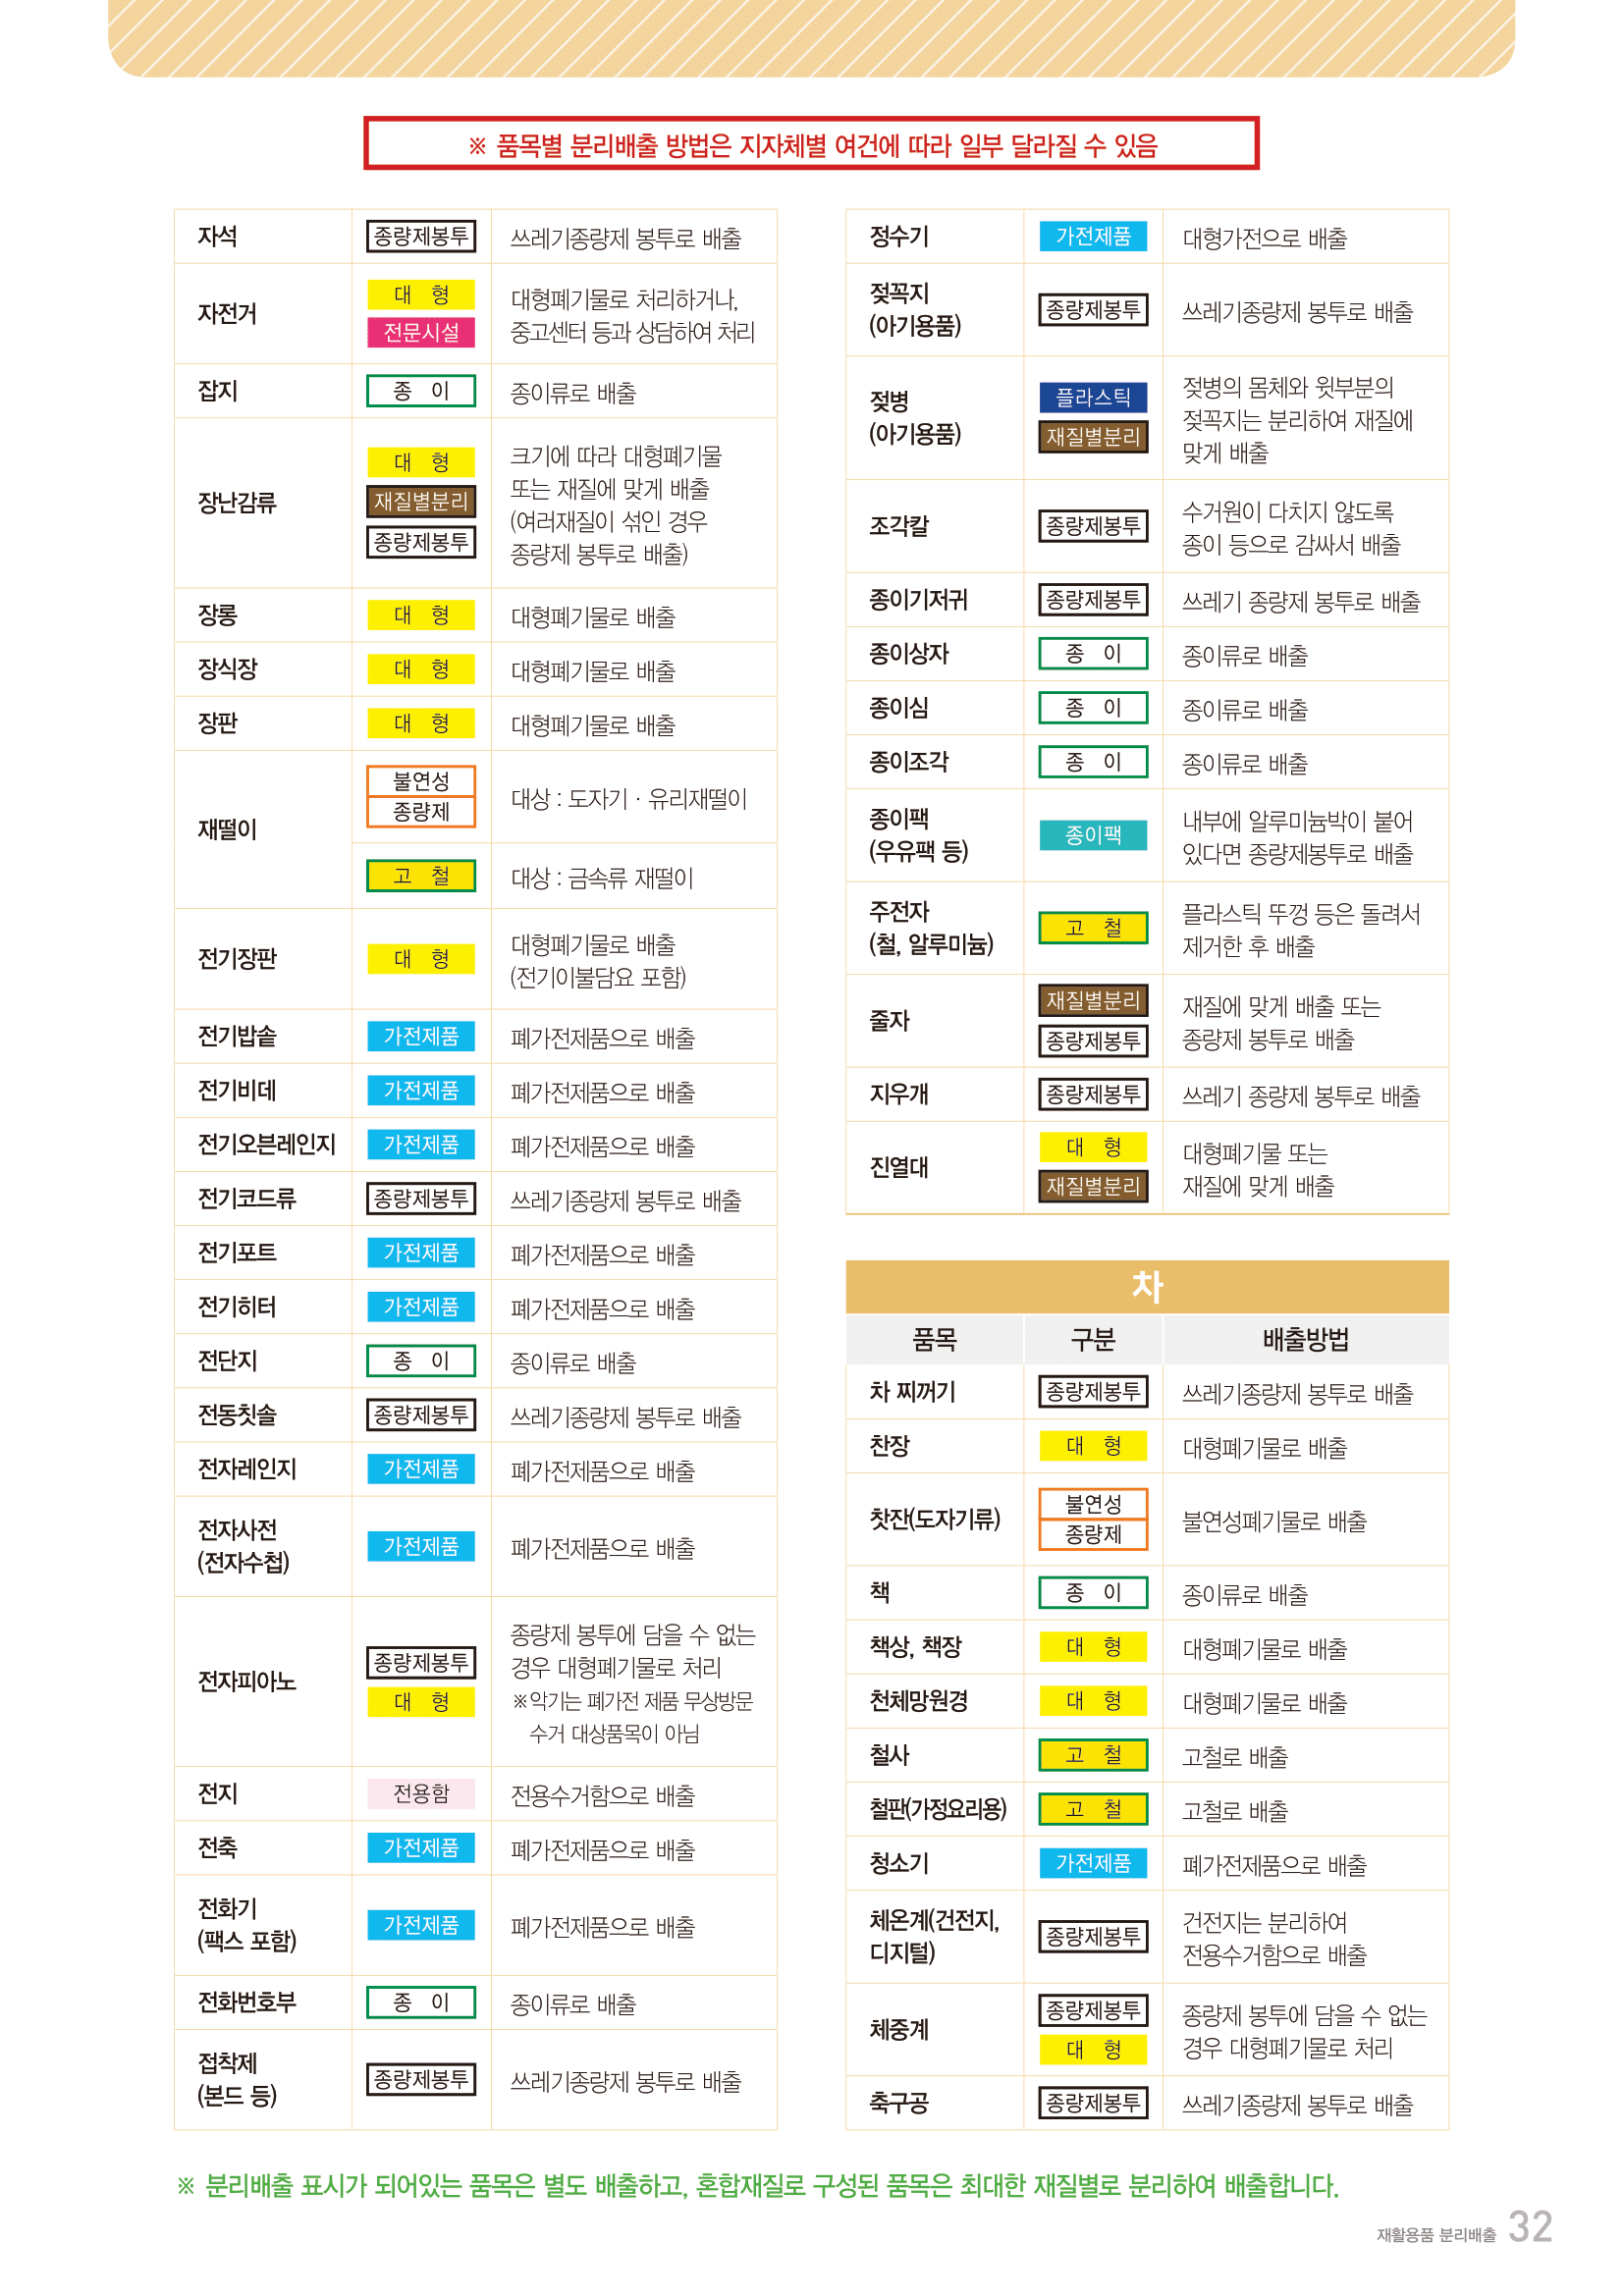 ※ 품목별 분리배출 방법은 지자체별 여건에 따라 일부 달라질 수 있음
자석 종량제봉투 쓰레기종량제 봉투로 배출
자전거 대 형 전문시설 대형폐기물로 처리하거나,
중고센터 등과 상담하여 처리
잡지 종 이 종이류로 배출
장난감류 대 형 재질별분리 종량제봉투 크기에 따라 대형폐기물
또는 재질에 맞게 배출
(여러재질이 섞인 경우
종량제 봉투로 배출)
장롱 대 형 대형폐기물로 배출
장식장 대 형 대형폐기물로 배출
장판 대 형 대형폐기물로 배출
재떨이 불연성 종량제 대상 : 도자기 · 유리재떨이
고 철 대상 : 금속류 재떨이
전기장판 대 형 대형폐기물로 배출
(전기이불담요 포함)
전기밥솥 가전제품 폐가전제품으로 배출
전기비데 가전제품 폐가전제품으로 배출
전기오븐레인지 가전제품 폐가전제품으로 배출
전기코드류 종량제봉투 쓰레기종량제 봉투로 배출
전기포트 가전제품 폐가전제품으로 배출
전기히터 가전제품 폐가전제품으로 배출
전단지 종 이 종이류로 배출
전동칫솔 종량제봉투 쓰레기종량제 봉투로 배출
전자레인지 가전제품 폐가전제품으로 배출
전자사전
(전자수첩) 가전제품 폐가전제품으로 배출
전자피아노 종량제봉투 대 형 종량제 봉투에 담을 수 없는
경우 대형폐기물로 처리
※악기는 폐가전 제품 무상방문
수거 대상품목이 아님
전지 전용함 전용수거함으로 배출
전축 가전제품 폐가전제품으로 배출
전화기
(팩스 포함) 가전제품 폐가전제품으로 배출
전화번호부 종 이 종이류로 배출
접착제
(본드 등) 종량제봉투 쓰레기종량제 봉투로 배출
정수기 가전제품 대형가전으로 배출
젖꼭지
(아기용품) 종량제봉투 쓰레기종량제 봉투로 배출
젖병
(아기용품) 플라스틱 재질별분리 젖병의 몸체와 윗부분의
젖꼭지는 분리하여 재질에
맞게 배출
조각칼 종량제봉투 수거원이 다치지 않도록
종이 등으로 감싸서 배출
종이기저귀 종량제봉투 쓰레기 종량제 봉투로 배출
종이상자 종 이 종이류로 배출
종이심 종 이 종이류로 배출
종이조각 종 이 종이류로 배출
종이팩
(우유팩 등) 종이팩 내부에 알루미늄박이 붙어
있다면 종량제봉투로 배출
주전자
(철, 알루미늄) 고 철 플라스틱 뚜껑 등은 돌려서
제거한 후 배출
줄자 재질별분리 종량제봉투 재질에 맞게 배출 또는
종량제 봉투로 배출
지우개 종량제봉투 쓰레기 종량제 봉투로 배출
진열대 대 형 재질별분리 대형폐기물 또는
재질에 맞게 배출
차
품목 구분 배출방법
차 찌꺼기 종량제봉투 쓰레기종량제 봉투로 배출
찬장 대 형 대형폐기물로 배출
찻잔(도자기류) 불연성 종량제 불연성폐기물로 배출
책 종 이 종이류로 배출
책상, 책장 대 형 대형폐기물로 배출
천체망원경 대 형 대형폐기물로 배출
철사 고 철 고철로 배출
철판(가정요리용) 고 철 고철로 배출
청소기 가전제품 폐가전제품으로 배출
체온계(건전지,
디지털) 종량제봉투 건전지는 분리하여
전용수거함으로 배출
체중계 종량제봉투 대 형 종량제 봉투에 담을 수 없는
경우 대형폐기물로 처리
축구공 종량제봉투 쓰레기종량제 봉투로 배출
※ 분리배출 표시가 되어있는 품목은 별도 배출하고, 혼합재질로 구성된 품목은 최대한 재질별로 분리하여 배출합니다.
재활용품 분리배출 32